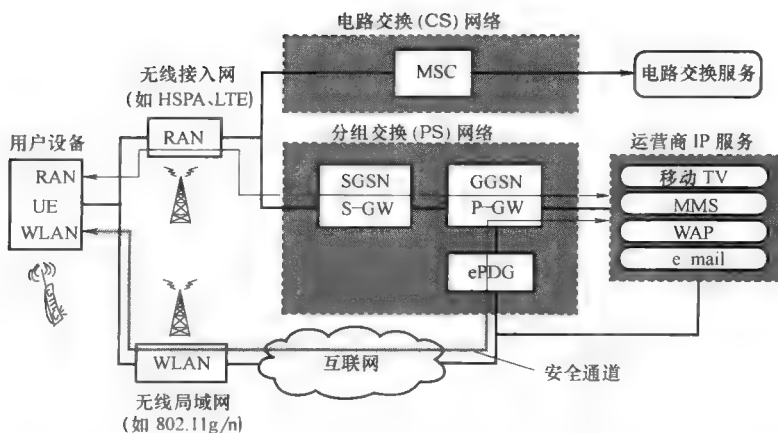 电路交换(CS)网络
MSC
电路交换服务
无线接入网
(如 HSPA、LTE)
RAN
分组交换(PS)网络
SGSN
S-GW
GGSN
P-GW
ePDG
运营商 IP 服务
移动 TV
MMS
WAP
e mail
用户设备
RAN
UE
WLAN
WLAN
无线局域网
(如 802.11g/n)
互联网
安全通道